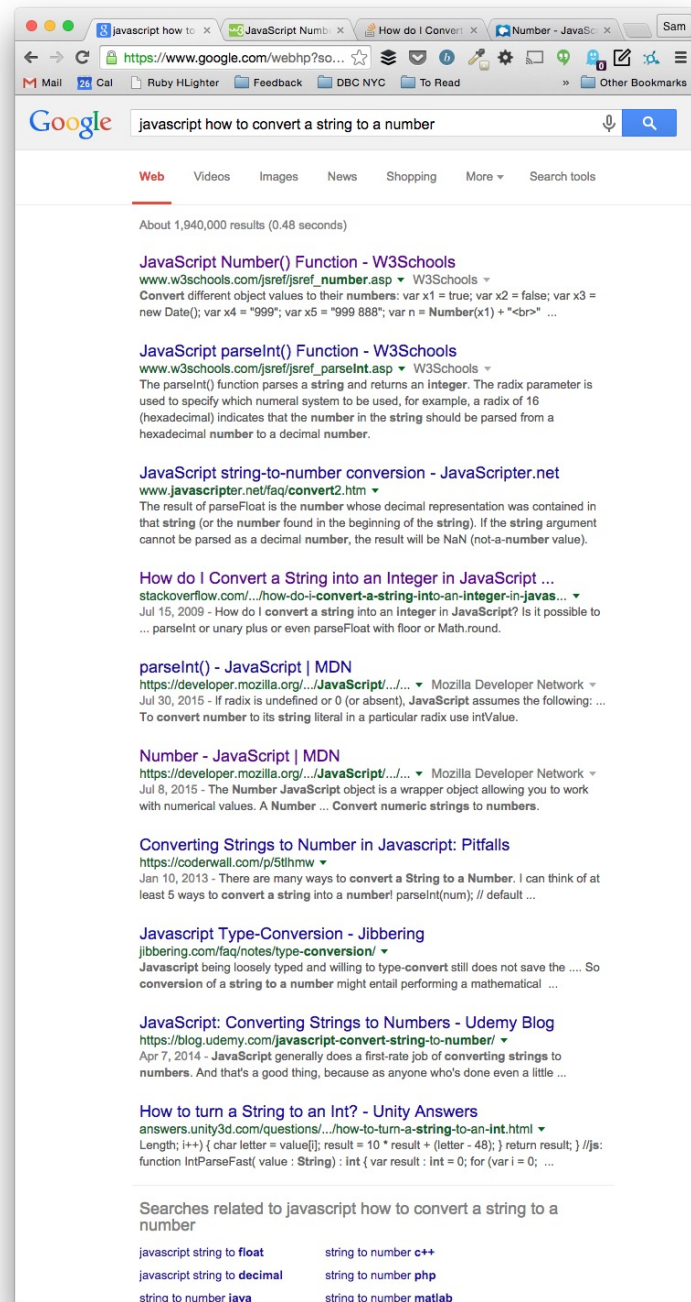 javascript how to
JavaScript Numb
How do I Convert
Number - JavaSc
Sam
https://www.google.com/webhp?so...
Mail
26
Cal
Ruby HLighter
Feedback
DBC NYC
To Read
»
Other Bookmarks
Google
javascript how to convert a string to a number
Web Videos Images News Shopping More Search tools
About 1,940,000 results (0.48 seconds)
JavaScript Number() Function - W3Schools
www.w3schools.com/jsref/jsref_number.asp W3Schools
Convert different object values to their numbers: var x1 = true; var x2 = false; var x3 =
new Date(); var x4 = "999"; var x5 = "999 888"; var n = Number(x1) + "<br>" ...
JavaScript parseInt() Function - W3Schools
www.w3schools.com/jsref/jsref_parseInt.asp W3Schools
The parseInt() function parses a string and returns an integer. The radix parameter is
used to specify which numeral system to be used, for example, a radix of 16
(hexadecimal) indicates that the number in the string should be parsed from a
hexadecimal number to a decimal number.
JavaScript string-to-number conversion - JavaScripter.net
www.javascripter.net/faq/convert2.htm
The result of parseFloat is the number whose decimal representation was contained in
that string (or the number found in the beginning of the string). If the string argument
cannot be parsed as a decimal number, the result will be NaN (not-a-number value).
How do I Convert a String into an Integer in JavaScript ...
stackoverflow.com/.../how-do-i-convert-a-string-into-an-integer-in-javas...
Jul 15, 2009 - How do I convert a string into an integer in JavaScript? Is it possible to
... parseInt or unary plus or even parseFloat with floor or Math.round.
parseInt() - JavaScript | MDN
https://developer.mozilla.org/.../JavaScript/.../... Mozilla Developer Network
Jul 30, 2015 - If radix is undefined or 0 (or absent), JavaScript assumes the following: ...
To convert number to its string literal in a particular radix use intValue.
Number - JavaScript | MDN
https://developer.mozilla.org/.../JavaScript/.../... Mozilla Developer Network
Jul 8, 2015 - The Number JavaScript object is a wrapper object allowing you to work
with numerical values. A Number ... Convert numeric strings to numbers.
Converting Strings to Number in Javascript: Pitfalls
https://coderwall.com/p/5tlhmw
Jan 10, 2013 - There are many ways to convert a String to a Number. I can think of at
least 5 ways to convert a string into a number! parseInt(num); // default ...
Javascript Type-Conversion - Jibbering
jibbering.com/faq/notes/type-conversion/
Javascript being loosely typed and willing to type-convert still does not save the .... So
conversion of a string to a number might entail performing a mathematical ...
JavaScript: Converting Strings to Numbers - Udemy Blog
https://blog.udemy.com/javascript-convert-string-to-number/
Apr 7, 2014 - JavaScript generally does a first-rate job of converting strings to
numbers. And that's a good thing, because as anyone who's done even a little ...
How to turn a String to an Int? - Unity Answers
answers.unity3d.com/questions/.../how-to-turn-a-string-to-an-int.html
Length; i++) { char letter = value[i]; result = 10 * result + (letter - 48); } return result; } //js:
function IntParseFast( value : String) : int { var result : int = 0; for (var i = 0; ...
Searches related to javascript how to convert a string to a
number
javascript string to float string to number c++
javascript string to decimal string to number php
string to number java string to number matlab